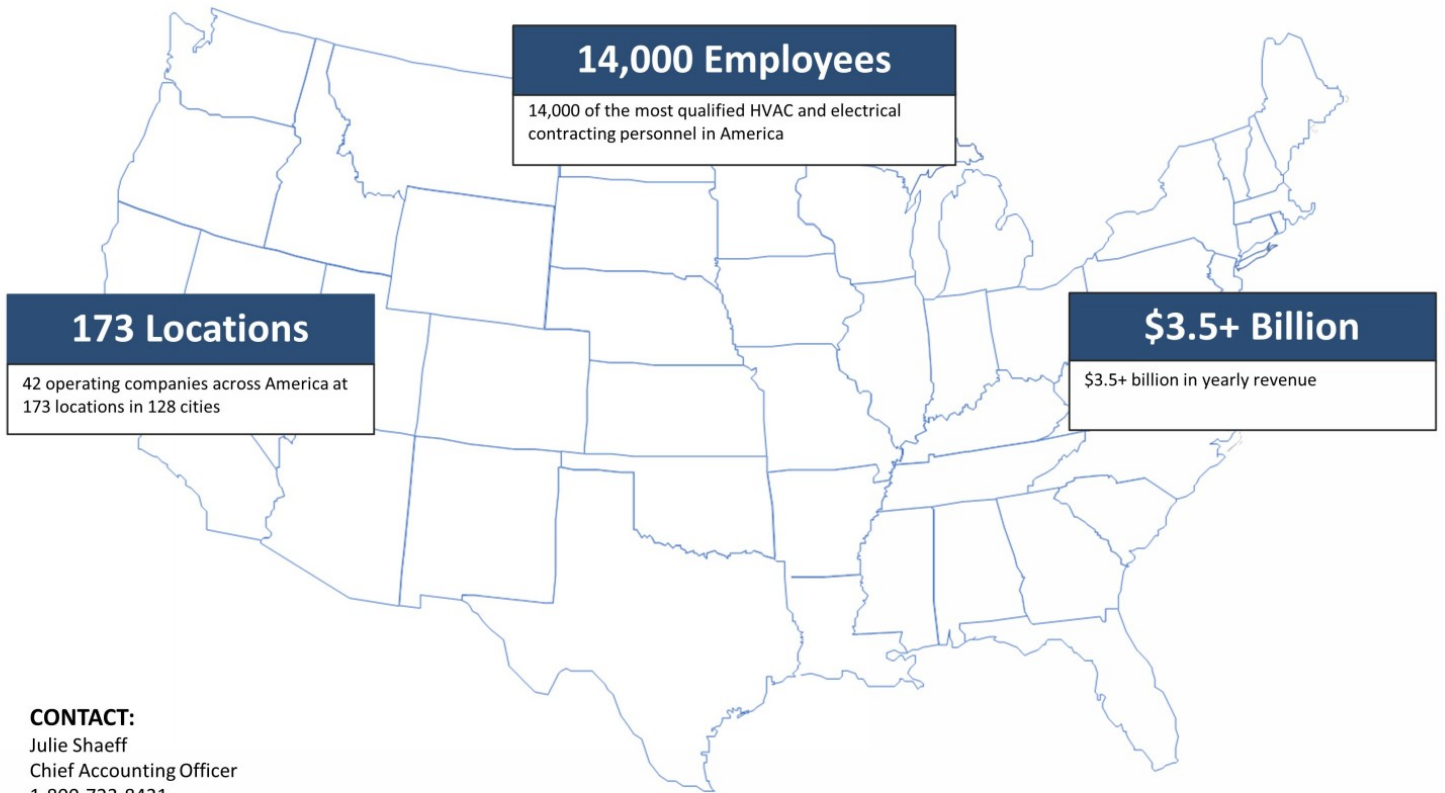 14,000 Employees
14,000 of the most qualified HVAC and electrical
contracting personnel in America
173 Locations
42 operating companies across America at
173 locations in 128 cities
$3.5+ Billion
$3.5+ billion in yearly revenue
CONTACT:
Julie Shaeff
Chief Accounting Officer